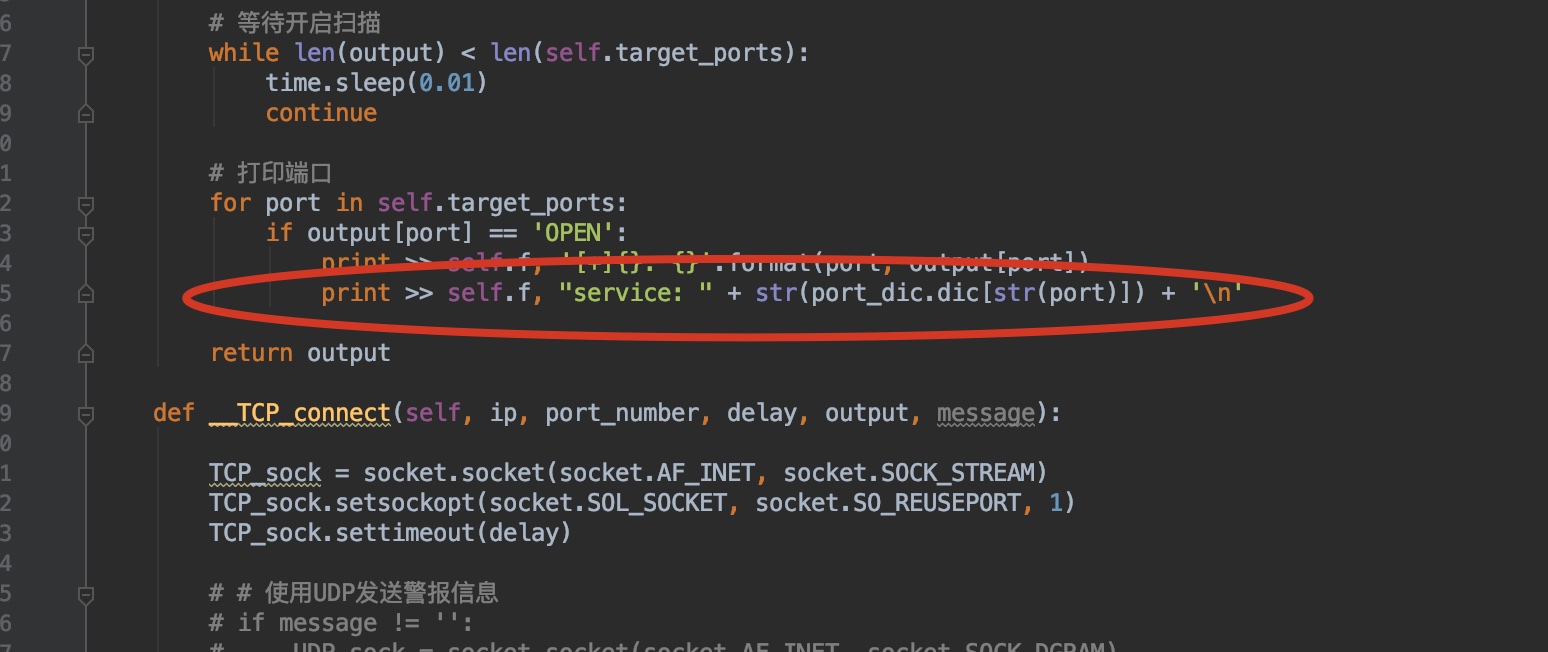 6 # 等待开启扫描
7 while len(output) < len(self.target_ports):
8 time.sleep(0.01)
9 continue
0
1 # 打印端口
2 for port in self.target_ports:
3 if output[port] == 'OPEN':
4 print >> self.f, '[+]{}: {}'.format(port, output[port])
5 print >> self.f, "service: " + str(port_dic.dic[str(port)]) + '\n'
6
7 return output
8
9 def __TCP_connect(self, ip, port_number, delay, output, message):
0
1 TCP_sock = socket.socket(socket.AF_INET, socket.SOCK_STREAM)
2 TCP_sock.setsockopt(socket.SOL_SOCKET, socket.SO_REUSEPORT, 1)
3 TCP_sock.settimeout(delay)
4
5 # # 使用UDP发送警报信息
6 # if message != '':
7 # UDP_sock = socket.socket(socket.AF_INET, socket.SOCK_DGRAM)